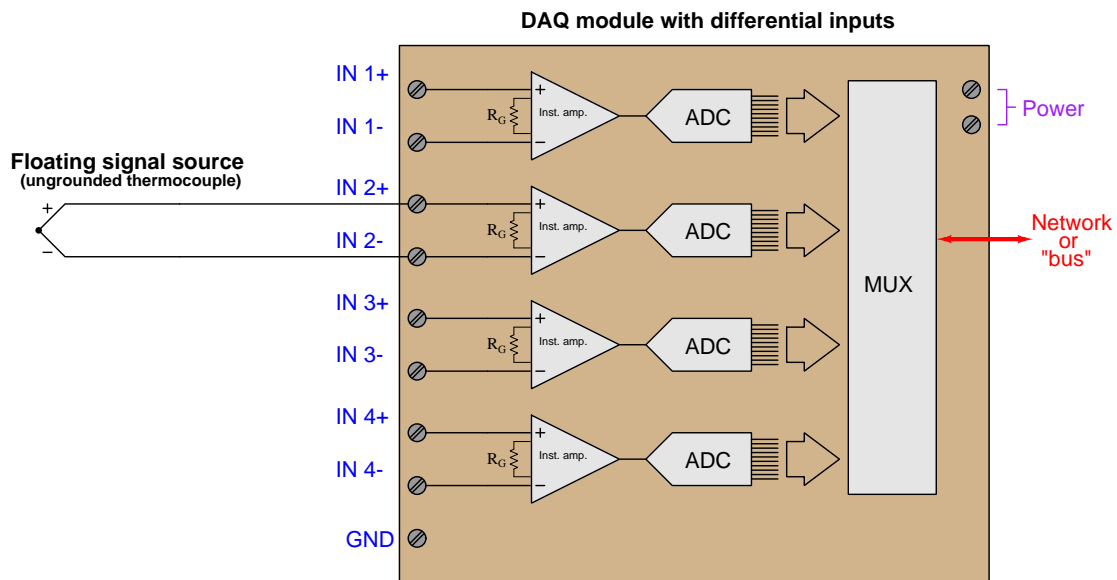 DAQ module with differential inputs
IN 1+
+
RG
Inst. amp.
ADC
Power
IN 1-
−
Floating signal source
(ungrounded thermocouple)
+
−
IN 2+
+
RG
Inst. amp.
ADC
IN 2-
−
MUX
Network
or
"bus"
IN 3+
+
RG
Inst. amp.
ADC
IN 3-
−
IN 4+
+
RG
Inst. amp.
ADC
IN 4-
−
GND